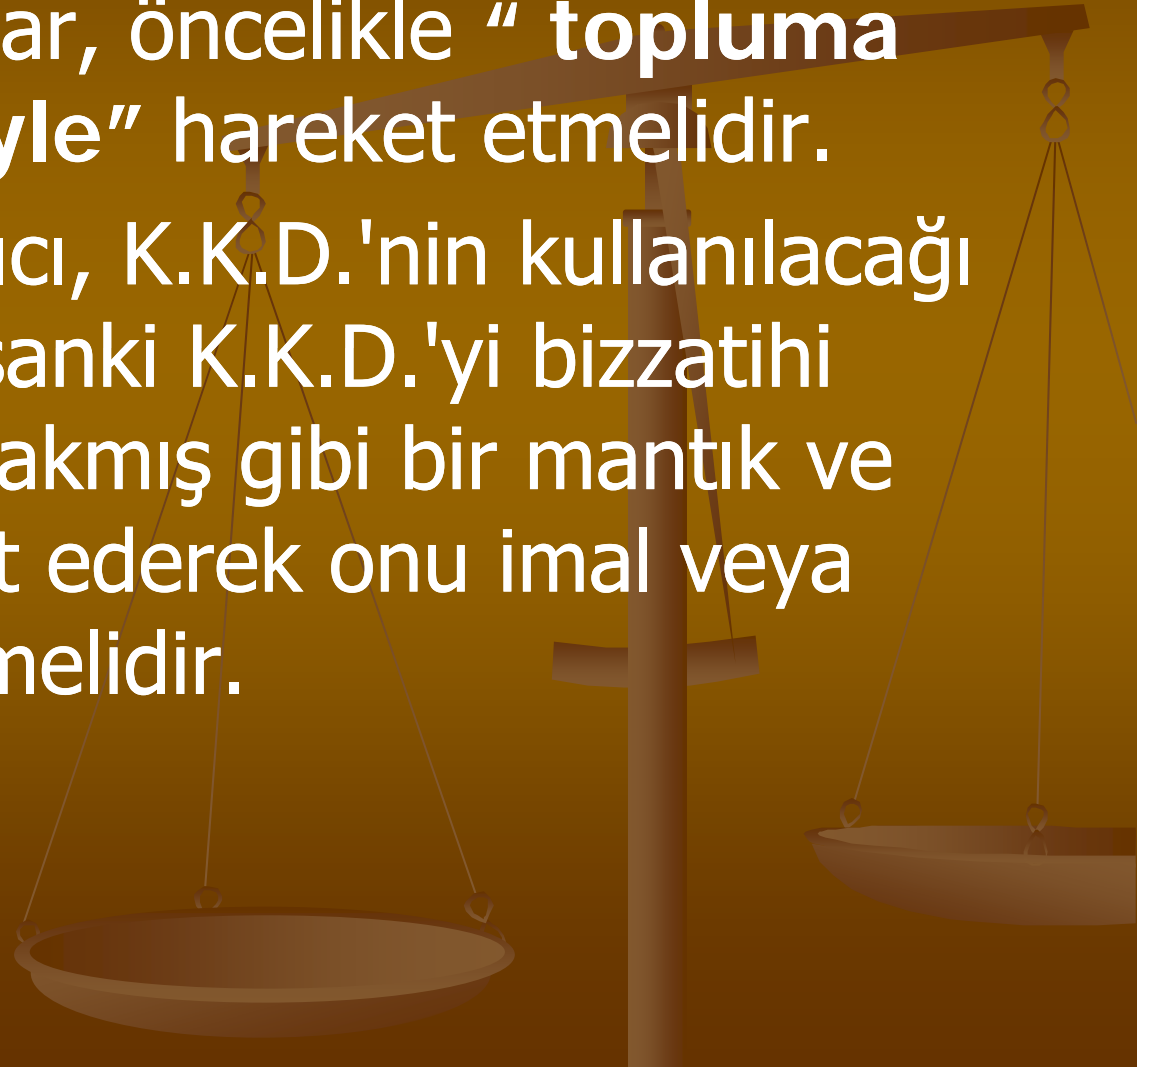 ar, öncelikle “ topluma
yle” hareket etmelidir.
ıcı, K.K.D.'nin kullanılacağı
sanki K.K.D.'yi bizzatihi
akmış gibi bir mantık ve
t ederek onu imal veya
melidir.